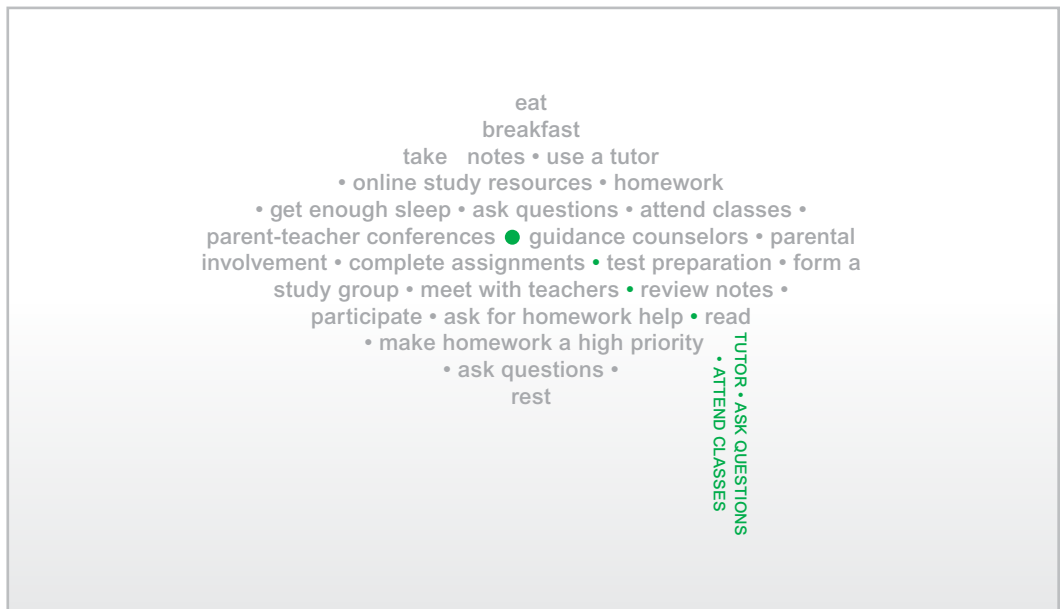 eat
breakfast
take notes • use a tutor
• online study resources • homework
• get enough sleep • ask questions • attend classes •
parent-teacher conferences ● guidance counselors • parental
involvement • complete assignments • test preparation • form a
study group • meet with teachers • review notes •
participate • ask for homework help • read
• make homework a high priority
• ask questions •
rest
TUTOR • ASK QUESTIONS
• ATTEND CLASSES